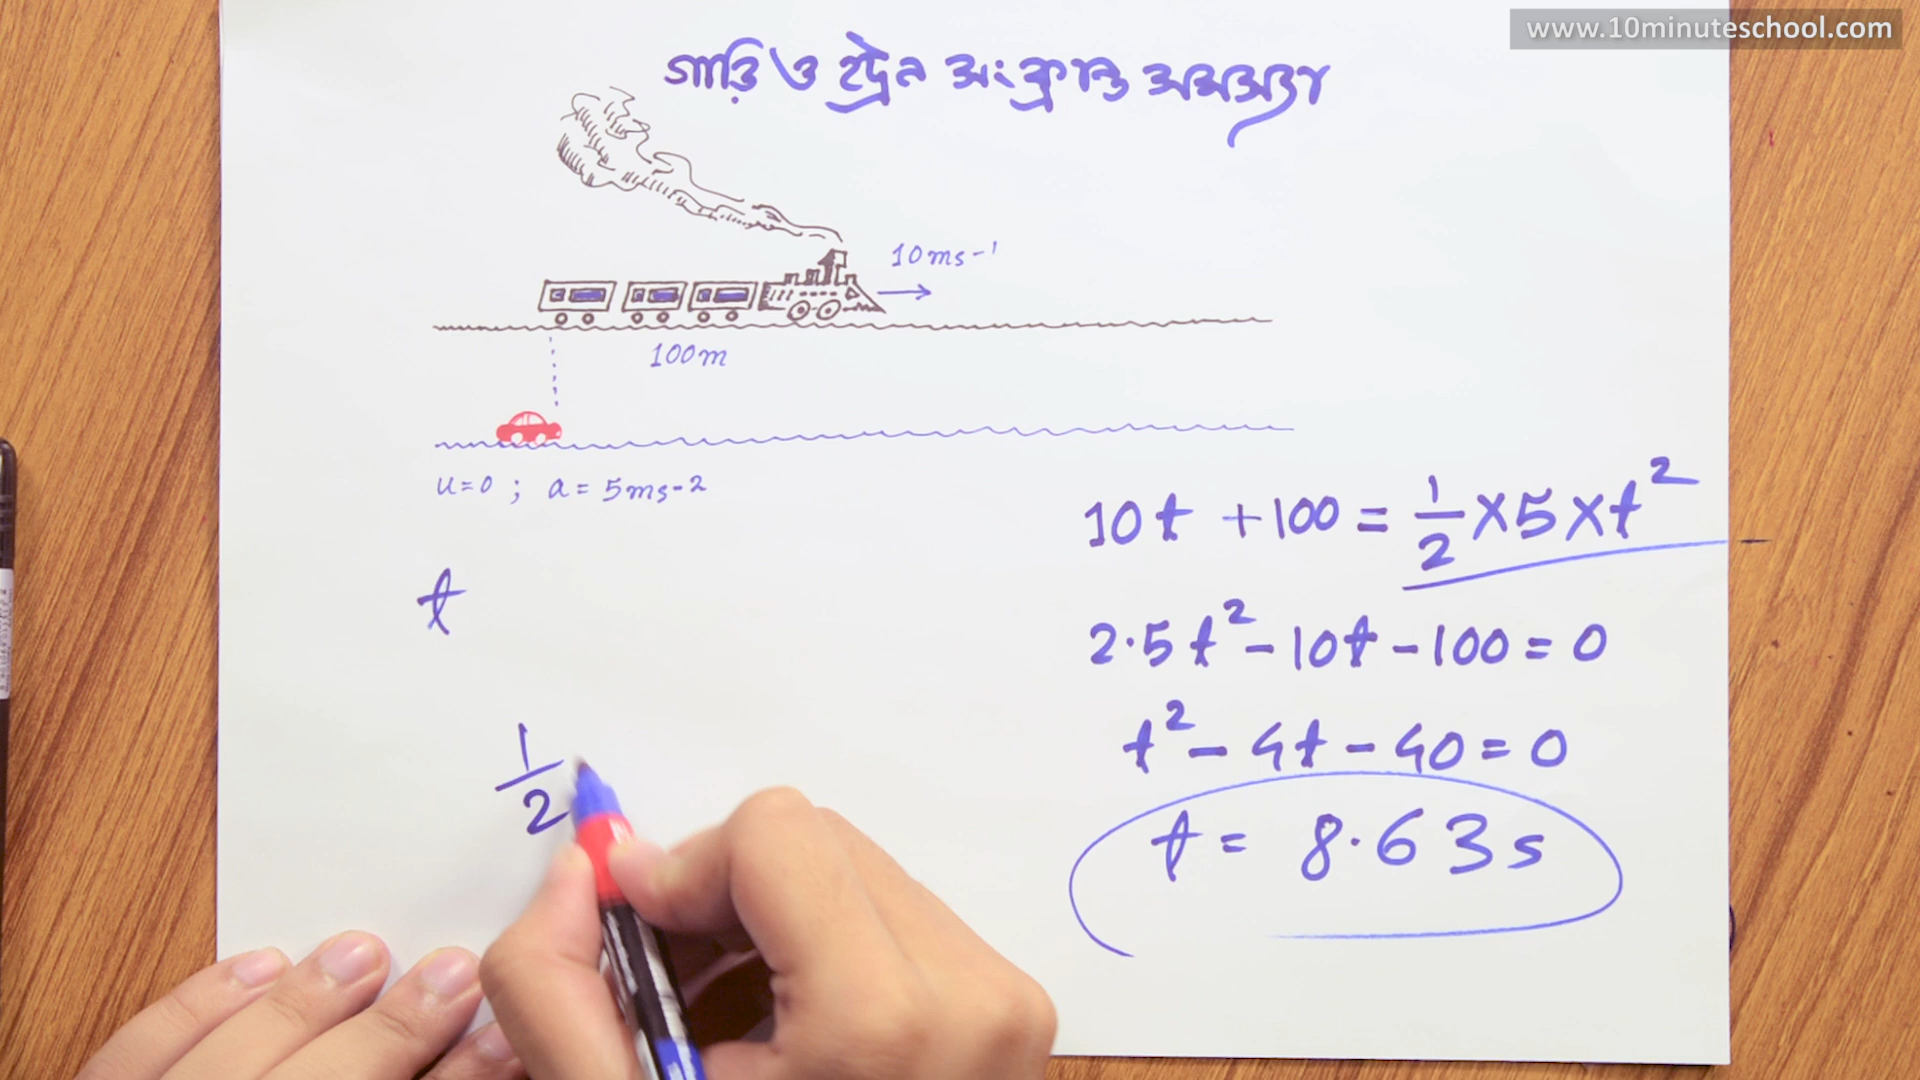 www.10minuteschool.com
গাড়ি ও ট্রেন সংক্রান্ত সমস্যা
10ms-1
100m
u=0 ; a= 5ms-2
10t +100 = 1/2 ×5×t²
t
2.5t² - 10t - 100 = 0
t² - 4t - 40 = 0
1/2
t = 8.63s